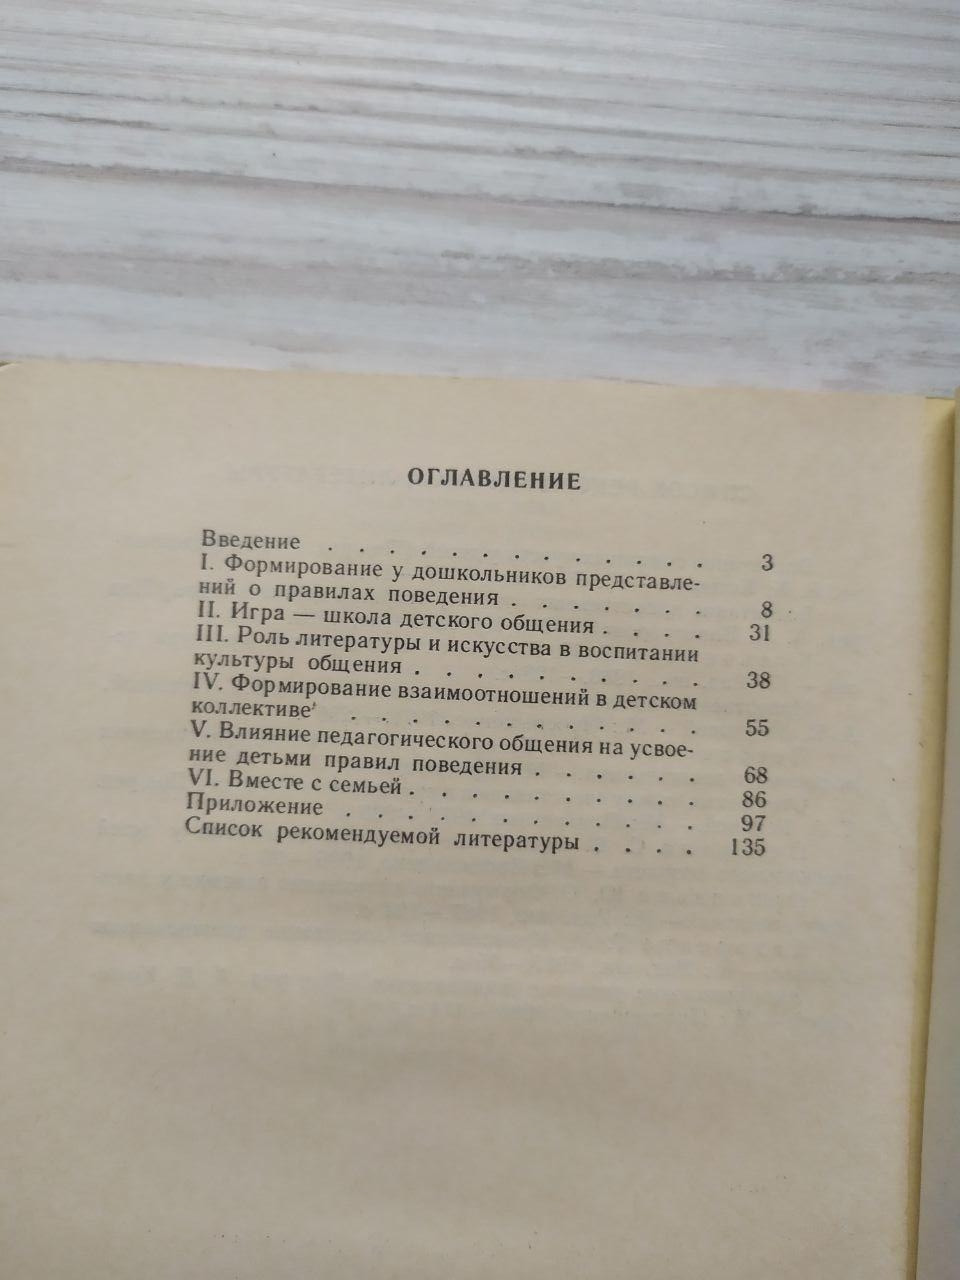 ОГЛАВЛЕНИЕ
Введение . . . . . . . . . . . . . 3
I. Формирование у дошкольников представле-
ний о правилах поведения . . . . . . . 8
II. Игра — школа детского общения . . . . 31
III. Роль литературы и искусства в воспитании
культуры общения . . . . . . . . . . 38
IV. Формирование взаимоотношений в детском
коллективе . . . . . . . . . . . . 55
V. Влияние педагогического общения на усвое-
ние детьми правил поведения . . . . . . 68
VI. Вместе с семьей . . . . . . . . . . 86
Приложение . . . . . . . . . . . . 97
Список рекомендуемой литературы . . . . 135